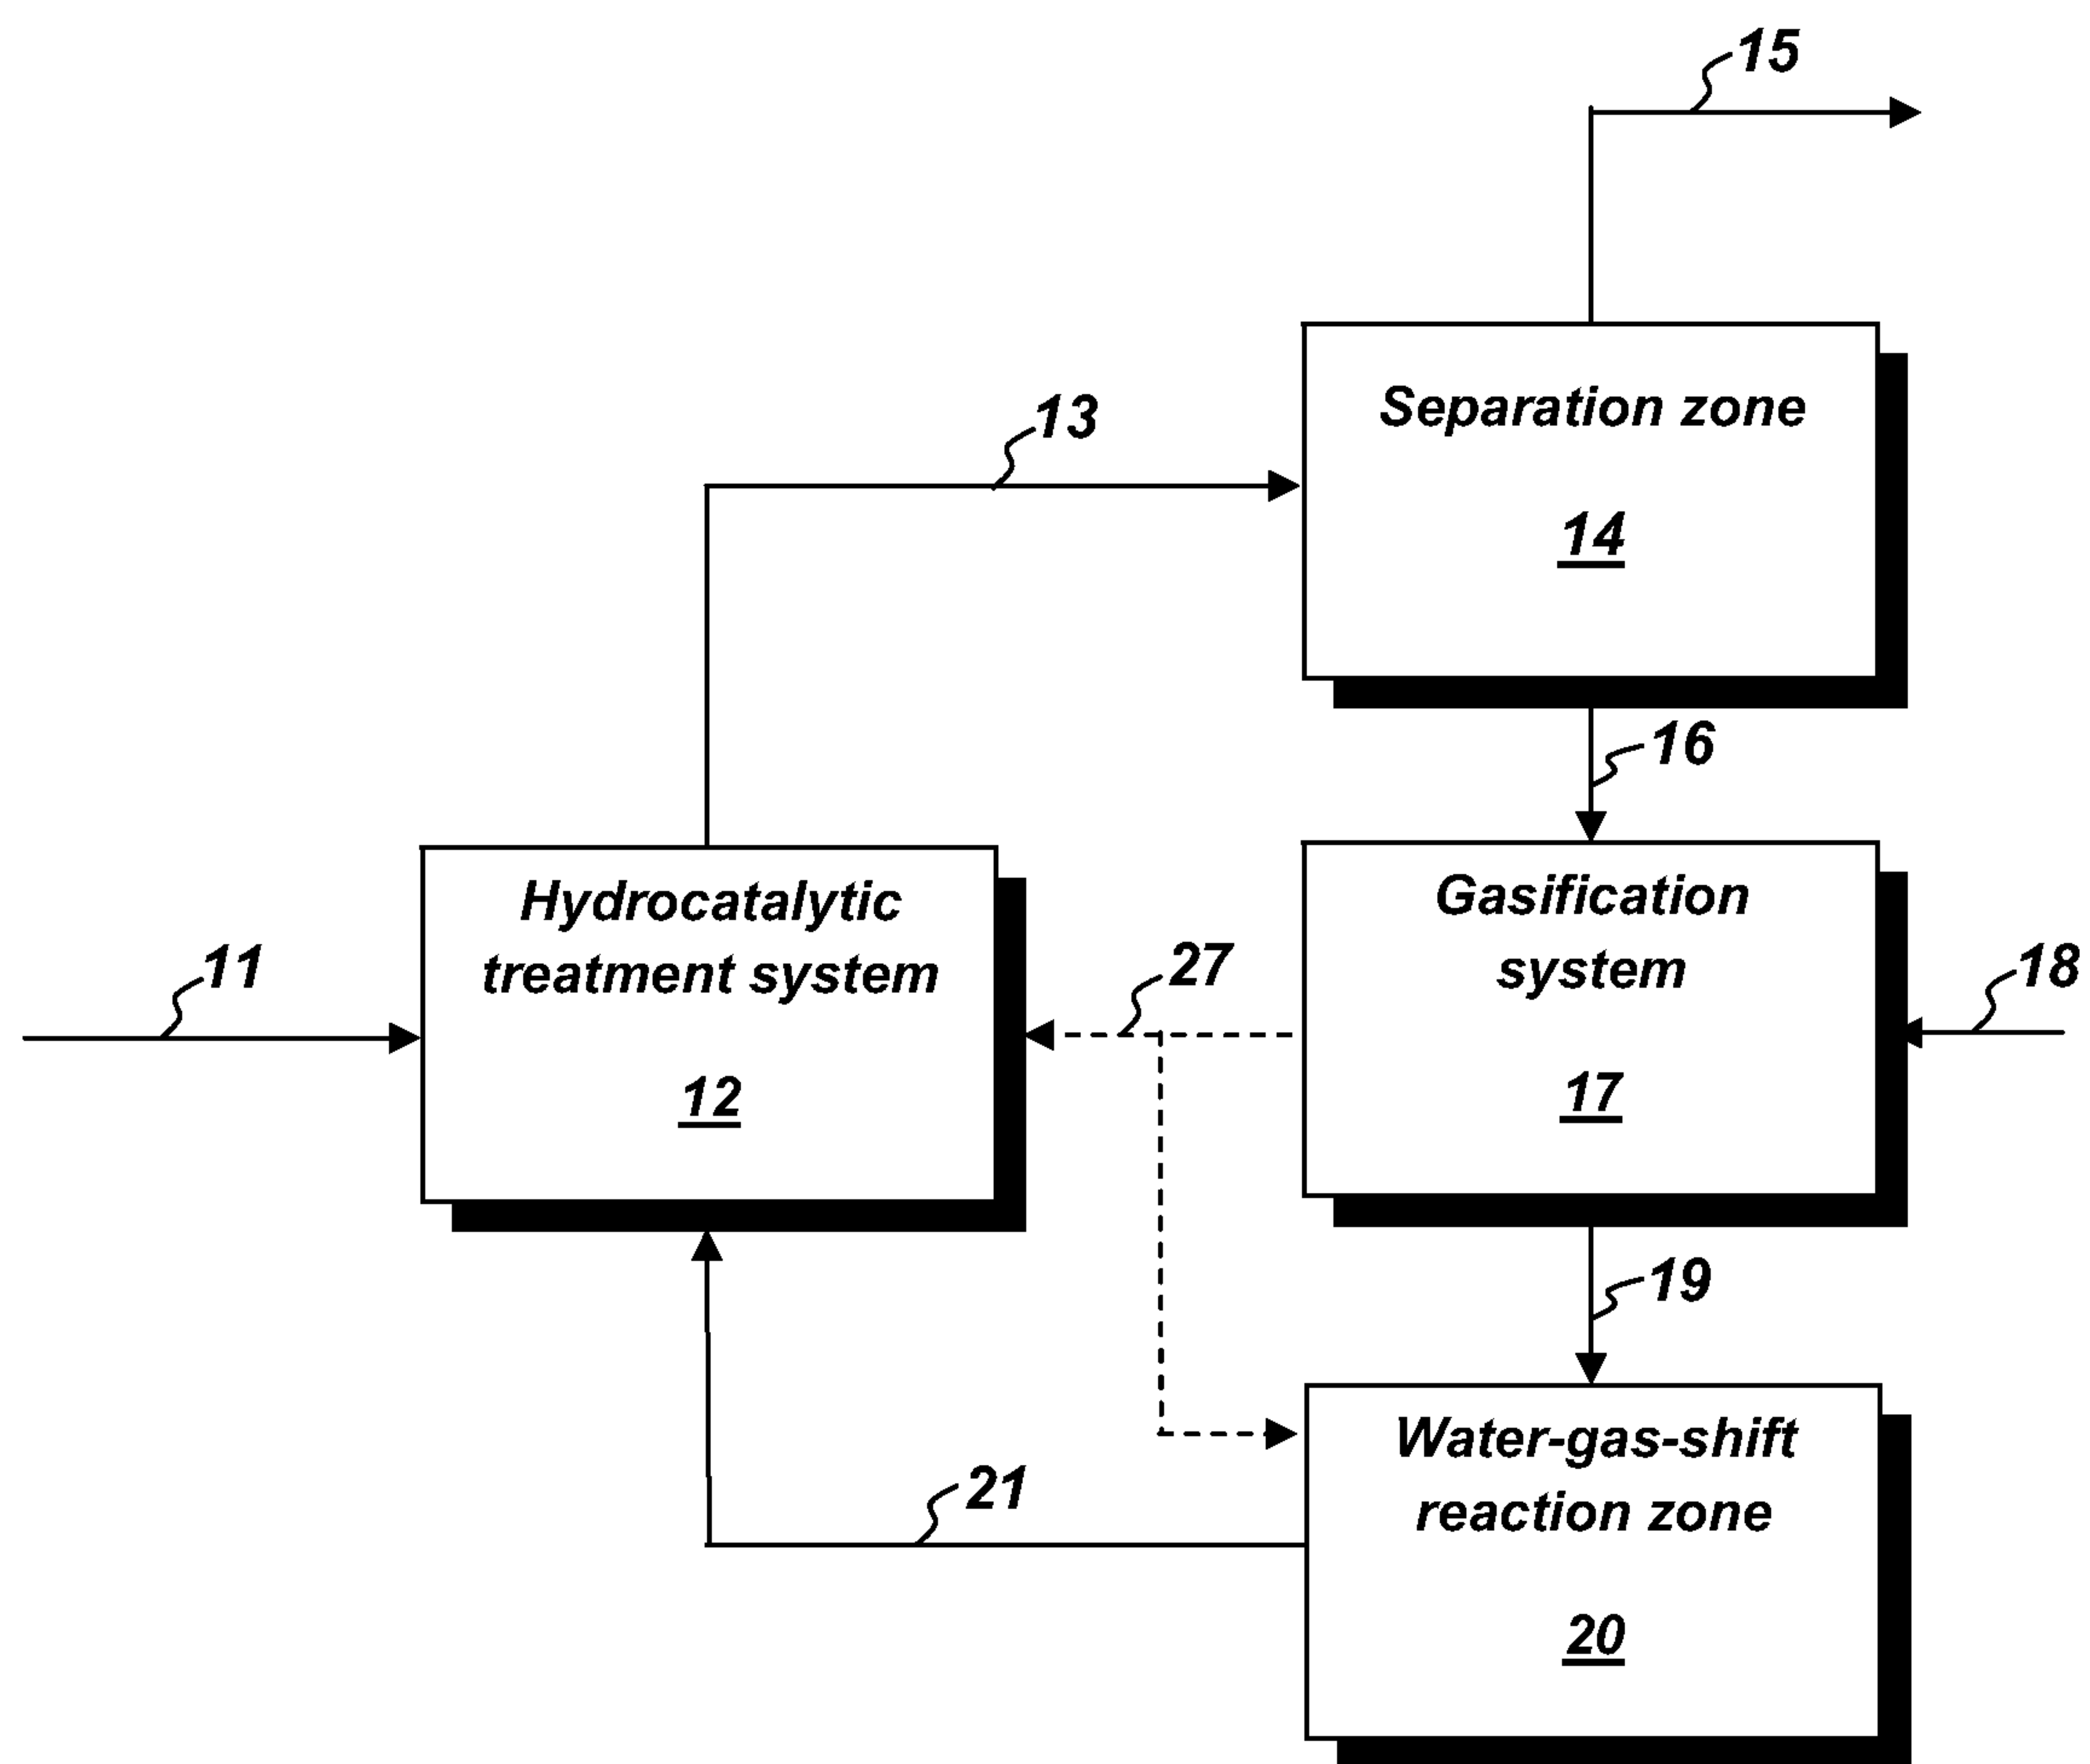 15
13
Separation zone
14
16
Hydrocatalytic
treatment system
12
11
27
Gasification
system
17
18
19
21
Water-gas-shift
reaction zone
20